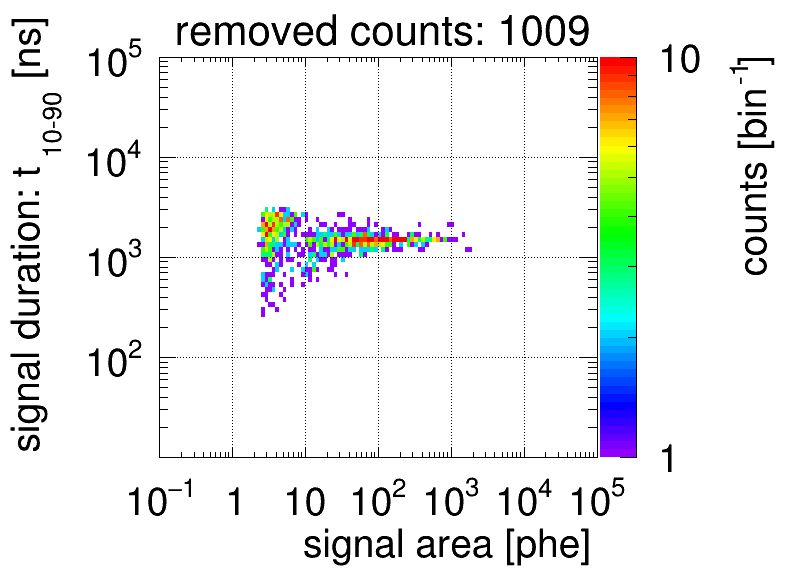 removed counts: 1009
signal duration: t 10-90 [ns]
10^5
10^4
10^3
10^2
10^−1 1 10 10^2 10^3 10^4 10^5
signal area [phe]
10
1
counts [bin^-1]